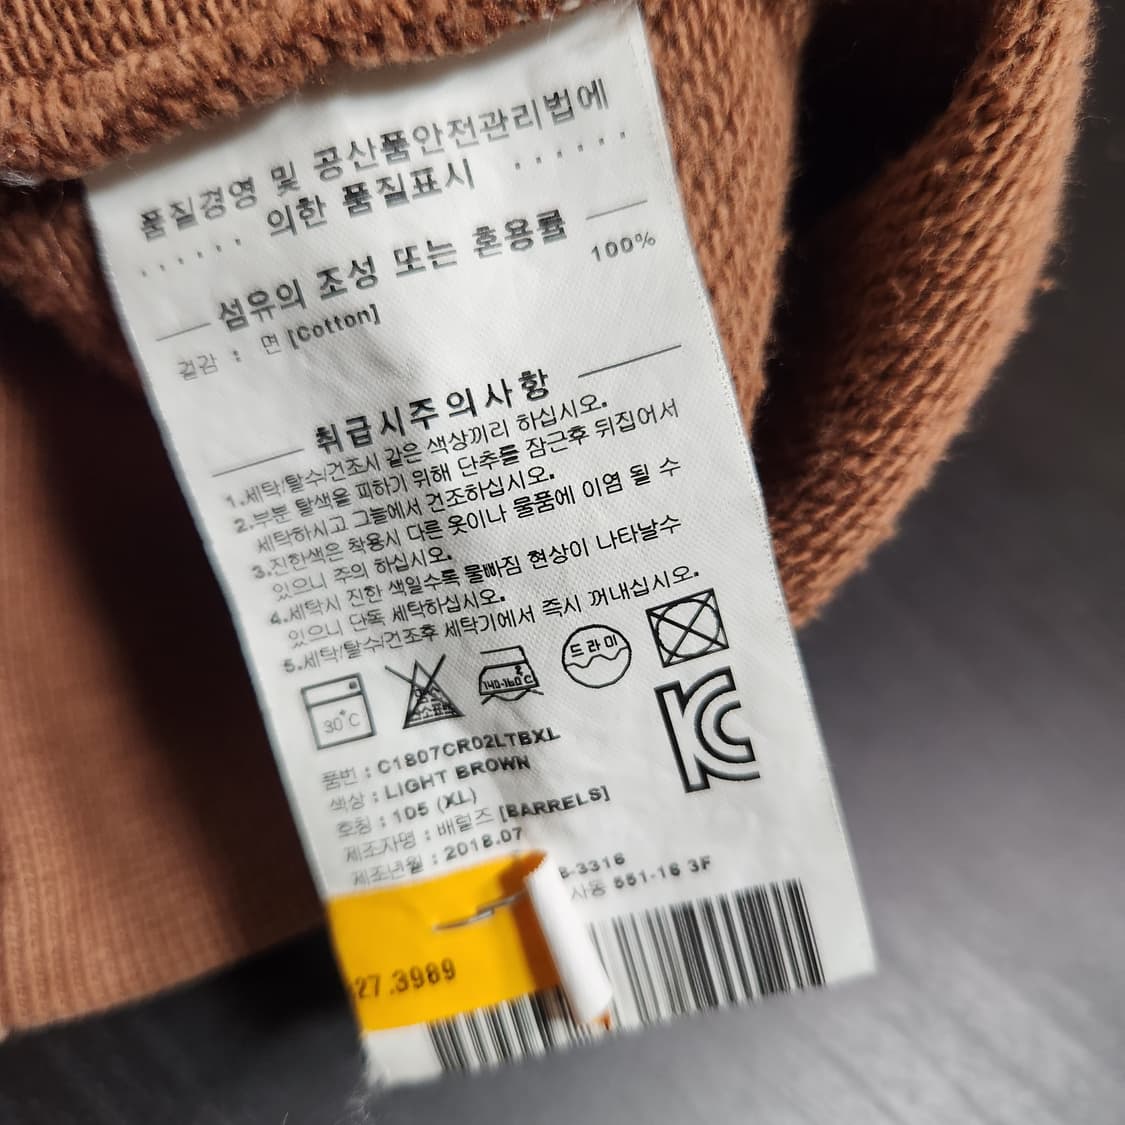 품질경영 및 공산품안전관리법에
의한 품질표시
섬유의 조성 또는 혼용률
겉감 : 면 [Cotton] 100%
취급시주의사항
1.세탁/탈수/건조시 같은 색상끼리 하십시오.
2.부분 탈색을 피하기 위해 단추를 잠근후 뒤집어서
세탁하시고 그늘에서 건조하십시오.
3.진한색은 착용시 다른 옷이나 물품에 이염 될 수
있으니 주의 하십시오.
4.세탁시 진한 색일수록 물빠짐 현상이 나타날수
있으니 단독 세탁하십시오.
5.세탁/탈수/건조후 세탁기에서 즉시 꺼내십시오.
30°C
140-160°C
드라이
품번 : C1807CR02LTBXL
색상 : LIGHT BROWN
호칭 : 105 (XL)
제조자명 : 배럴즈 [BARRELS]
제조년월 : 2018.07
-3316
사동 551-16 3F
27.3989